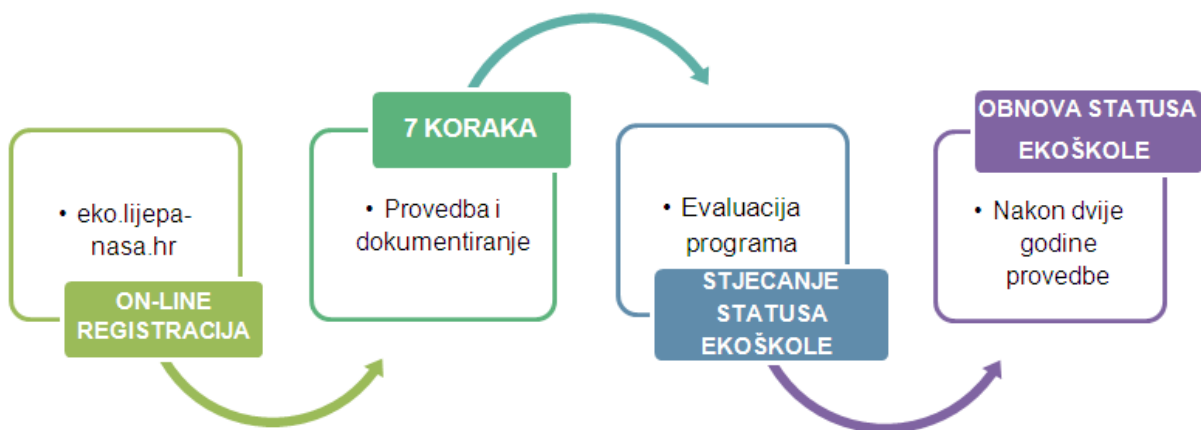 • eko.lijepa-
nasa.hr
ON-LINE
REGISTRACIJA
7 KORAKA
• Provedba i
dokumentiranje
• Evaluacija
programa
STJECANJE
STATUSA
EKOŠKOLE
OBNOVA STATUSA
EKOŠKOLE
• Nakon dvije
godine
provedbe